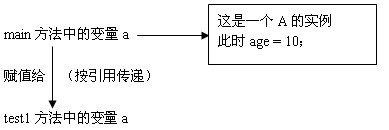 这是一个 A 的实例
main 方法中的变量 a
此时 age = 10;
赋值给
（按引用传递）
test1 方法中的变量 a